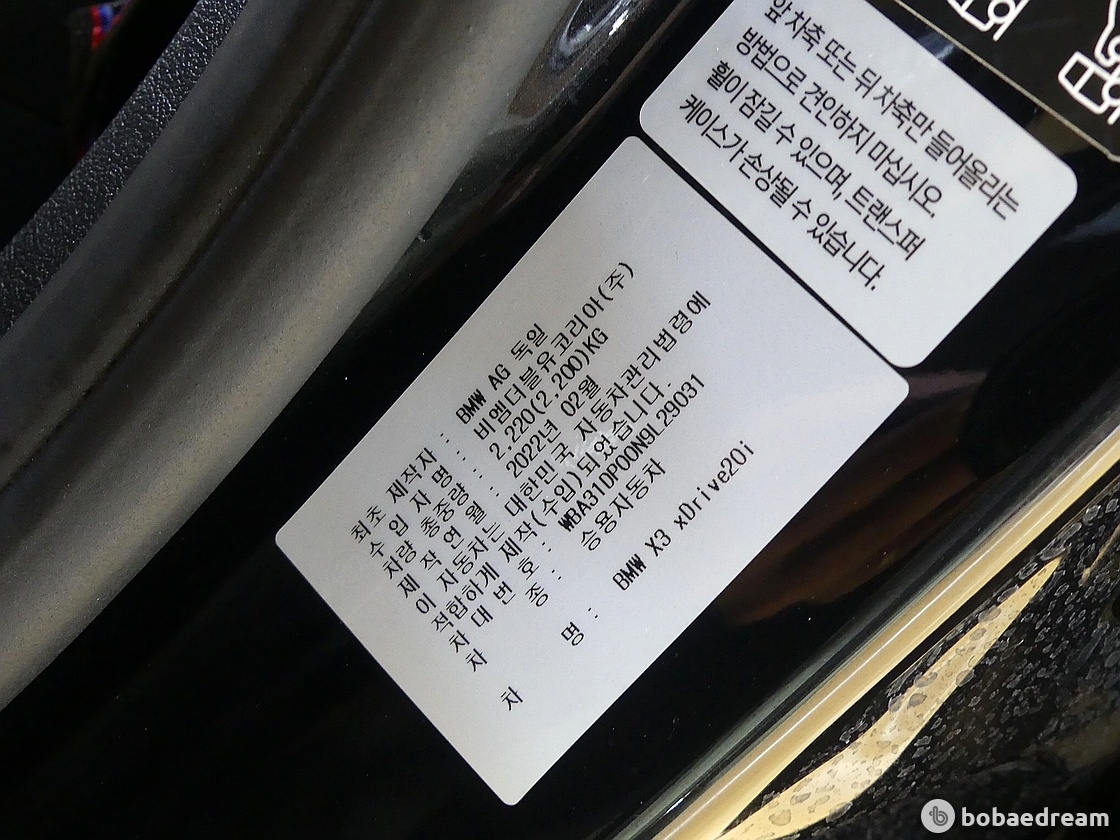 앞 차축 또는 뒤 차축만 들어올리는
방법으로 견인하지 마십시오.
휠이 잠길 수 있으며, 트랜스퍼
케이스가 손상될 수 있습니다.
최초 제작자 : BMW AG 독일
수 입 자 명 : 비엠더블유코리아(주)
차량 총중량 : 2,220(2,200)KG
제 작 연 월 : 2022년 02월
이 자동차는 대한민국 자동차관리법령에
적합하게 제작(수입)되었습니다.
차 대 번 호 : WBA31DP00N9L29031
차 종 : 승용자동차
차 명 : BMW X3 xDrive20i
bobaedream